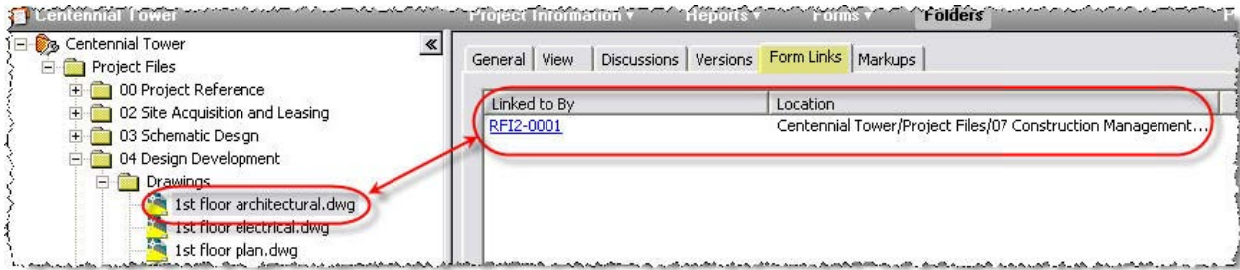 Centennial Tower
Project Information Reports Forms Folders
Centennial Tower
Project Files
00 Project Reference
02 Site Acquisition and Leasing
03 Schematic Design
04 Design Development
Drawings
1st floor architectural.dwg
1st floor electrical.dwg
1st floor plan.dwg
General View Discussions Versions Form Links Markups
Linked to By Location
RFI2-0001 Centennial Tower/Project Files/07 Construction Management...